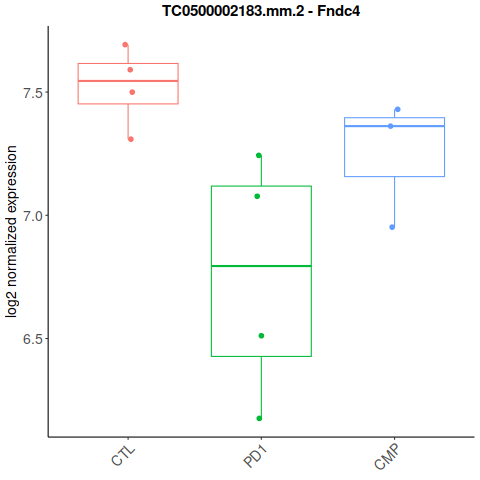 TC0500002183.mm.2 - Fndc4
log2 normalized expression
7.5
7.0
6.5
CTL
PD1
CMP